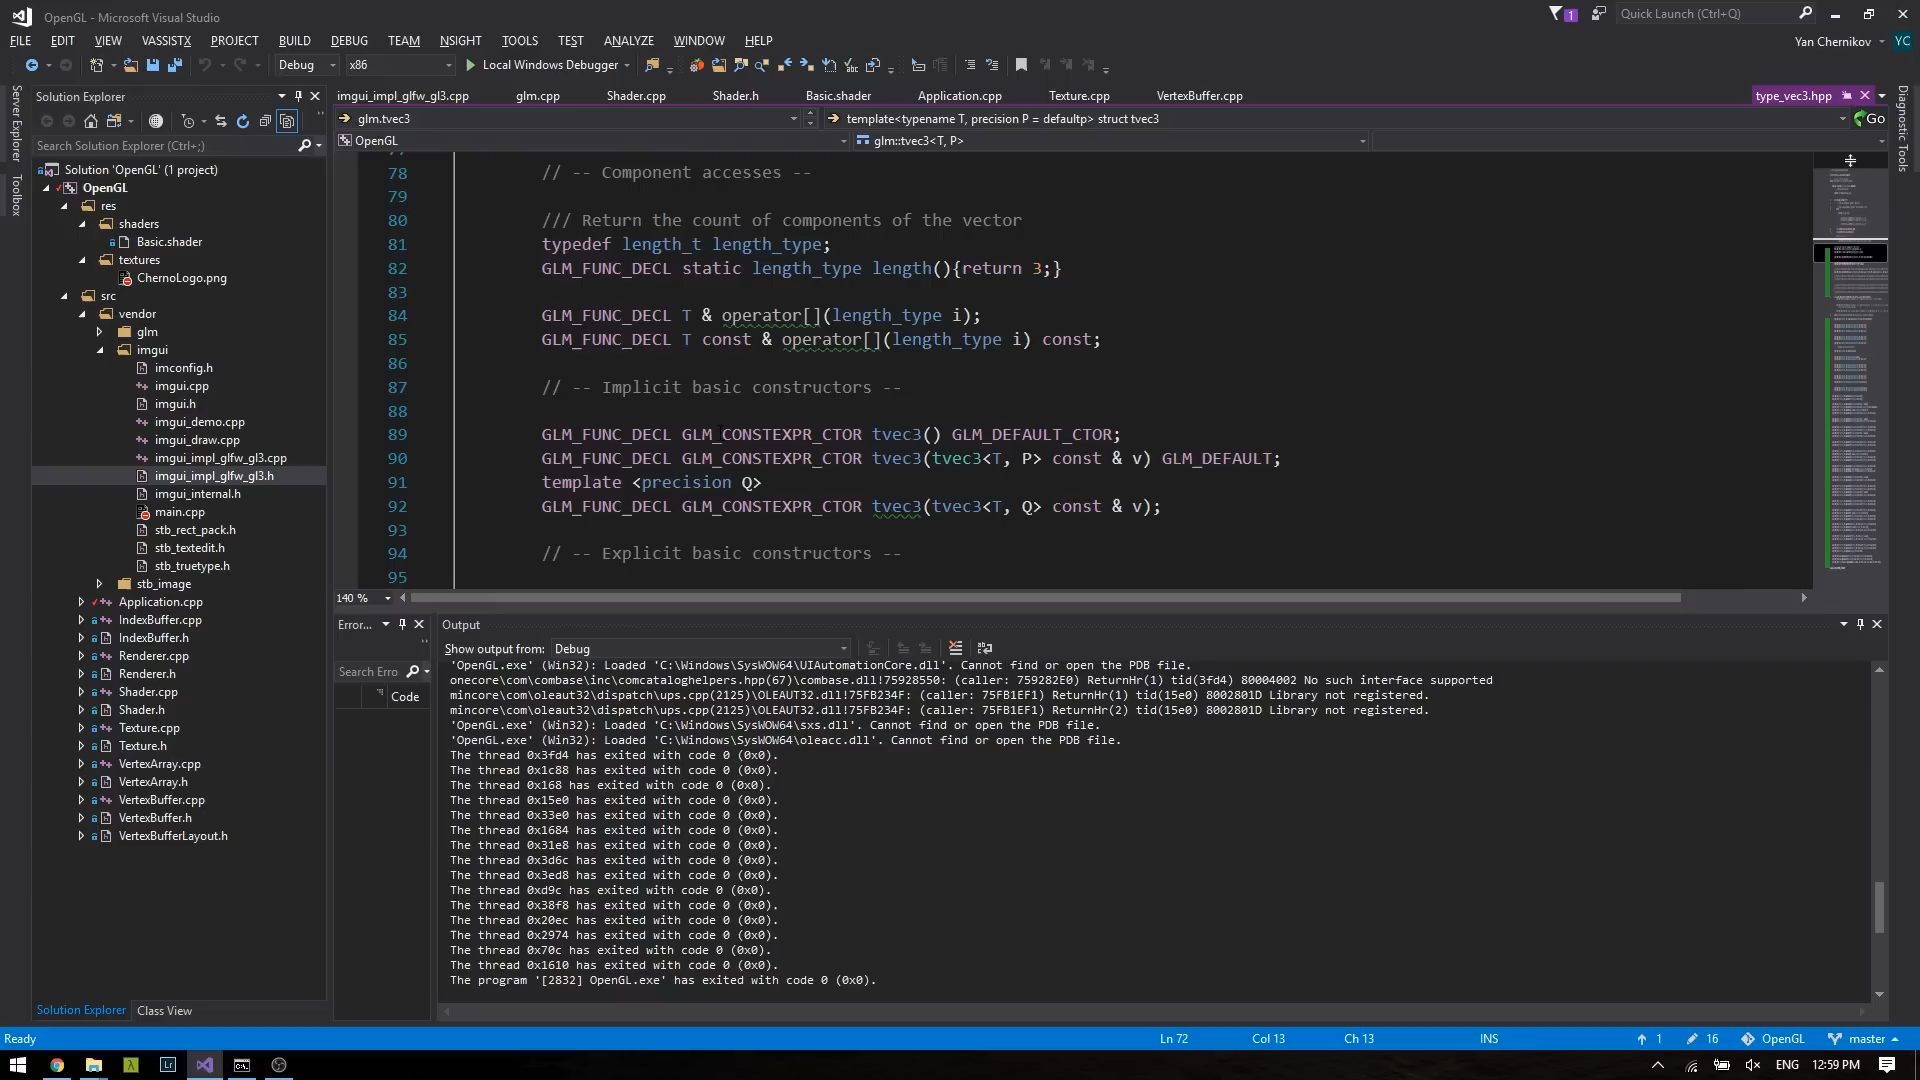 OpenGL - Microsoft Visual Studio
1
Quick Launch (Ctrl+Q)
FILE EDIT VIEW VASSISTX PROJECT BUILD DEBUG TEAM NSIGHT TOOLS TEST ANALYZE WINDOW HELP
Yan Chernikov
YC
Debug
x86
Local Windows Debugger
Server Explorer
Toolbox
Solution Explorer
Search Solution Explorer (Ctrl+;)
Solution 'OpenGL' (1 project)
OpenGL
res
shaders
Basic.shader
textures
ChernoLogo.png
src
vendor
glm
imgui
imconfig.h
imgui.cpp
imgui.h
imgui_demo.cpp
imgui_draw.cpp
imgui_impl_glfw_gl3.cpp
imgui_impl_glfw_gl3.h
imgui_internal.h
main.cpp
stb_rect_pack.h
stb_textedit.h
stb_truetype.h
stb_image
Application.cpp
IndexBuffer.cpp
IndexBuffer.h
Renderer.cpp
Renderer.h
Shader.cpp
Shader.h
Texture.cpp
Texture.h
VertexArray.cpp
VertexArray.h
VertexBuffer.cpp
VertexBuffer.h
VertexBufferLayout.h
Solution Explorer
Class View
imgui_impl_glfw_gl3.cpp glm.cpp Shader.cpp Shader.h Basic.shader Application.cpp Texture.cpp VertexBuffer.cpp type_vec3.hpp
glm.tvec3
template<typename T, precision P = defaultp> struct tvec3
Go
OpenGL
glm::tvec3<T, P>
Diagnostic Tools
78 // -- Component accesses --
79
80 /// Return the count of components of the vector
81 typedef length_t length_type;
82 GLM_FUNC_DECL static length_type length(){return 3;}
83
84 GLM_FUNC_DECL T & operator[](length_type i);
85 GLM_FUNC_DECL T const & operator[](length_type i) const;
86
87 // -- Implicit basic constructors --
88
89 GLM_FUNC_DECL GLM_CONSTEXPR_CTOR tvec3() GLM_DEFAULT_CTOR;
90 GLM_FUNC_DECL GLM_CONSTEXPR_CTOR tvec3(tvec3<T, P> const & v) GLM_DEFAULT;
91 template <precision Q>
92 GLM_FUNC_DECL GLM_CONSTEXPR_CTOR tvec3(tvec3<T, Q> const & v);
93
94 // -- Explicit basic constructors --
95
140 %
Error...
Search Erro
Code
Output
Show output from: Debug
'OpenGL.exe' (Win32): Loaded 'C:\Windows\SysWOW64\UIAutomationCore.dll'. Cannot find or open the PDB file.
onecore\com\combase\inc\comcataloghelpers.hpp(67)\combase.dll!75928550: (caller: 759282E0) ReturnHr(1) tid(3fd4) 80004002 No such interface supported
mincore\com\oleaut32\dispatch\ups.cpp(2125)\OLEAUT32.dll!75FB234F: (caller: 75FB1EF1) ReturnHr(1) tid(15e0) 8002801D Library not registered.
mincore\com\oleaut32\dispatch\ups.cpp(2125)\OLEAUT32.dll!75FB234F: (caller: 75FB1EF1) ReturnHr(2) tid(15e0) 8002801D Library not registered.
'OpenGL.exe' (Win32): Loaded 'C:\Windows\SysWOW64\sxs.dll'. Cannot find or open the PDB file.
'OpenGL.exe' (Win32): Loaded 'C:\Windows\SysWOW64\oleacc.dll'. Cannot find or open the PDB file.
The thread 0x3fd4 has exited with code 0 (0x0).
The thread 0x1c88 has exited with code 0 (0x0).
The thread 0x168 has exited with code 0 (0x0).
The thread 0x15e0 has exited with code 0 (0x0).
The thread 0x33e0 has exited with code 0 (0x0).
The thread 0x1684 has exited with code 0 (0x0).
The thread 0x31e8 has exited with code 0 (0x0).
The thread 0x3d6c has exited with code 0 (0x0).
The thread 0x3ed8 has exited with code 0 (0x0).
The thread 0xd9c has exited with code 0 (0x0).
The thread 0x38f8 has exited with code 0 (0x0).
The thread 0x20ec has exited with code 0 (0x0).
The thread 0x2974 has exited with code 0 (0x0).
The thread 0x70c has exited with code 0 (0x0).
The thread 0x1610 has exited with code 0 (0x0).
The program '[2832] OpenGL.exe' has exited with code 0 (0x0).
Ready
Ln 72
Col 13
Ch 13
INS
1
16
OpenGL
master
Lr
ENG
12:59 PM